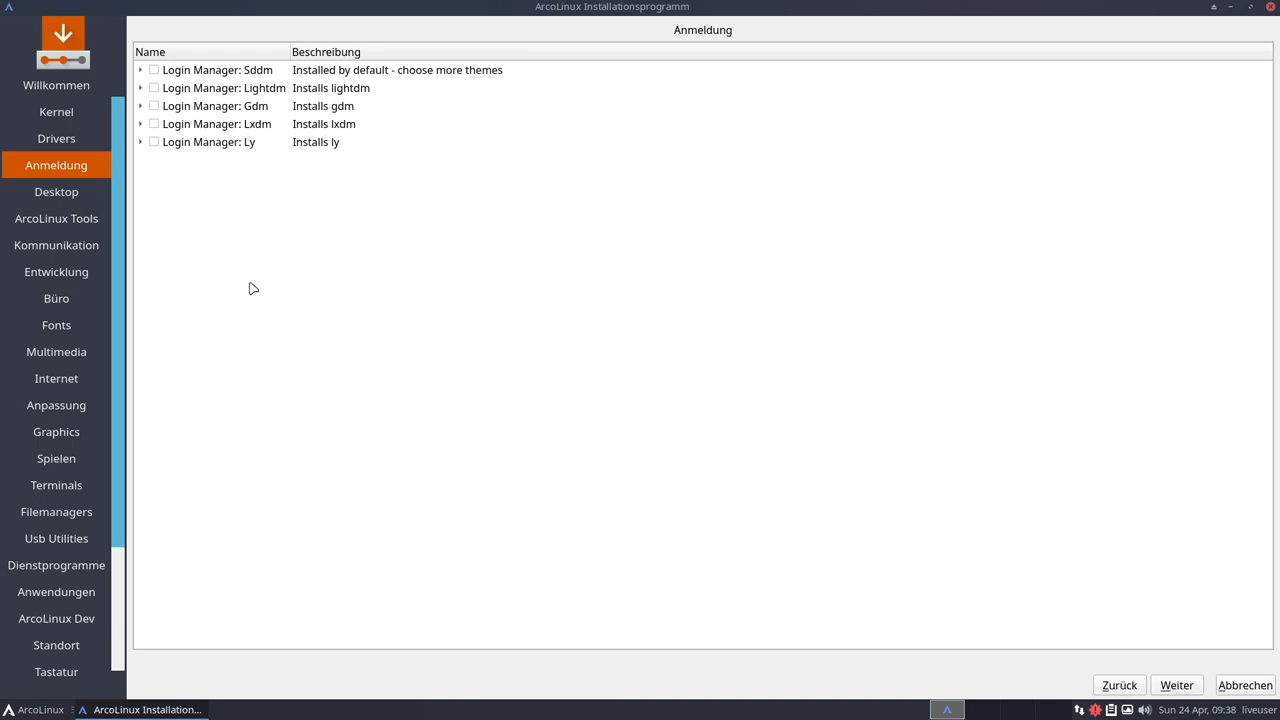 ArcoLinux Installationsprogramm
Willkommen
Kernel
Drivers
Anmeldung
Desktop
ArcoLinux Tools
Kommunikation
Entwicklung
Büro
Fonts
Multimedia
Internet
Anpassung
Graphics
Spielen
Terminals
Filemanagers
Usb Utilities
Dienstprogramme
Anwendungen
ArcoLinux Dev
Standort
Tastatur
Anmeldung
Name Beschreibung
Login Manager: Sddm Installed by default - choose more themes
Login Manager: Lightdm Installs lightdm
Login Manager: Gdm Installs gdm
Login Manager: Lxdm Installs lxdm
Login Manager: Ly Installs ly
Zurück Weiter Abbrechen
ArcoLinux ArcoLinux Installation... Sun 24 Apr, 09:38 liveuser